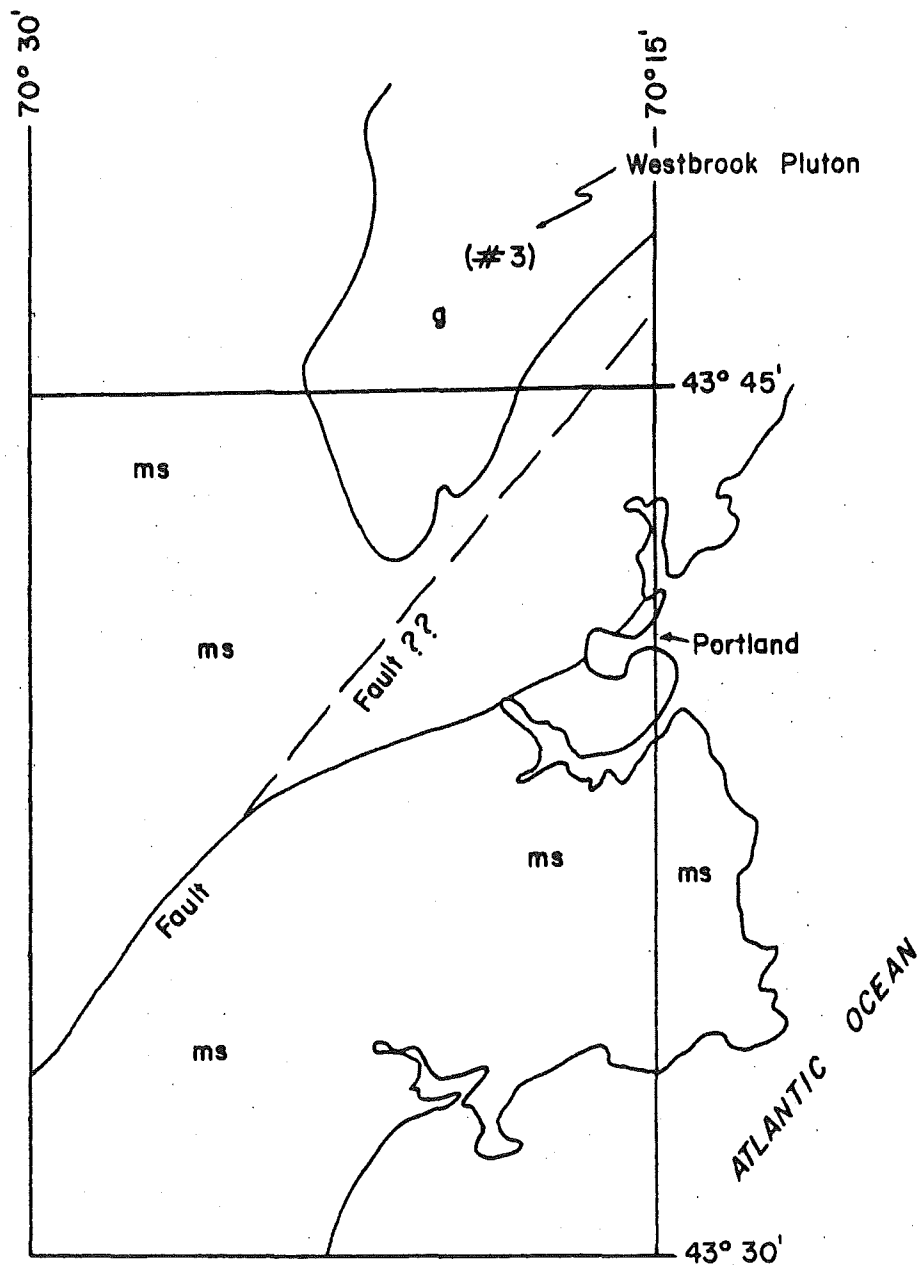 70° 30'
70° 15'
Westbrook Pluton
(#3)
g
43° 45'
ms
ms
Fault ??
Portland
ms
ms
Fault
ATLANTIC OCEAN
ms
43° 30'